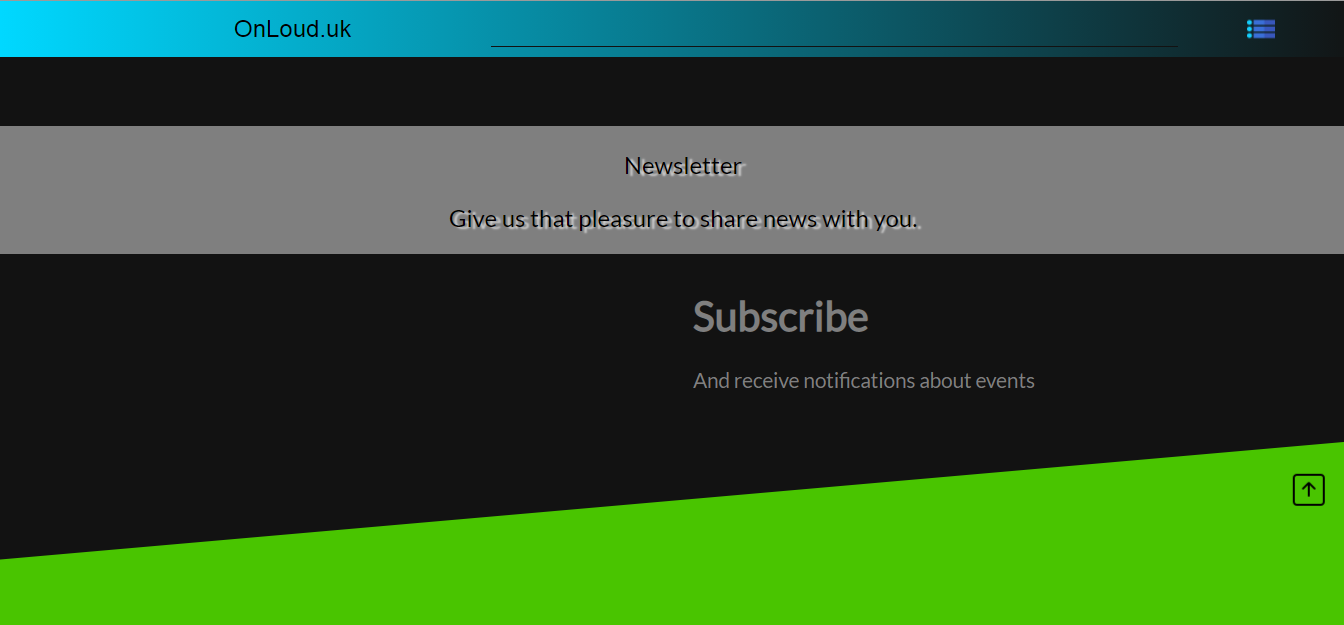 OnLoud.uk
Newsletter
Give us that pleasure to share news with you.
Subscribe
And receive notifications about events